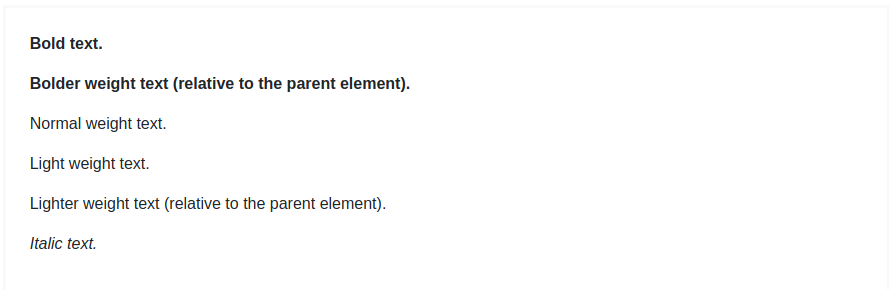 Bold text.
Bolder weight text (relative to the parent element).
Normal weight text.
Light weight text.
Lighter weight text (relative to the parent element).
Italic text.